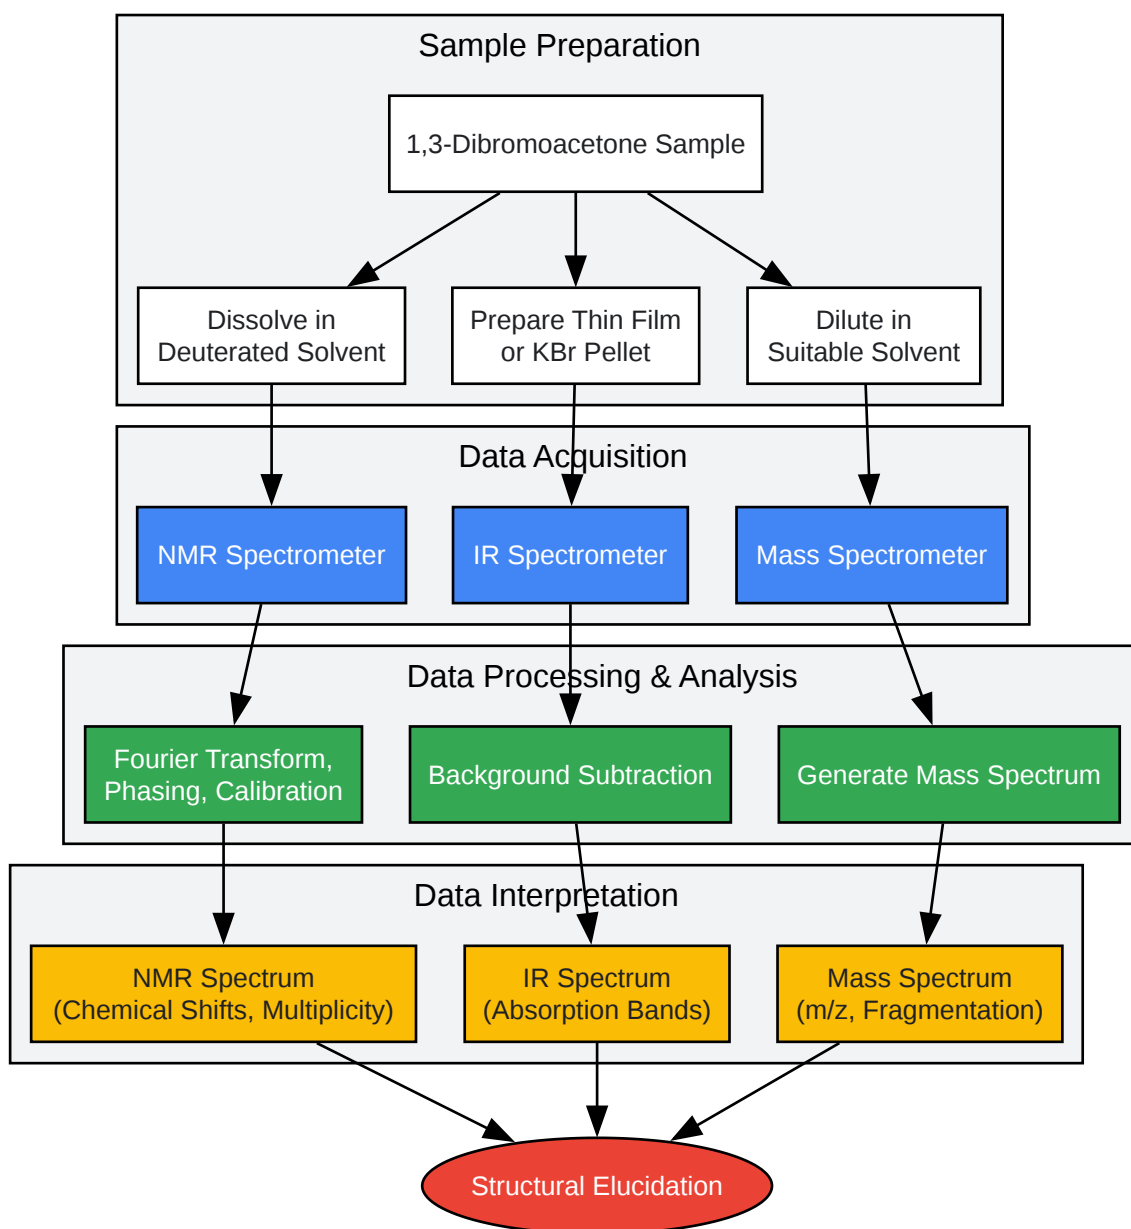 Sample Preparation
1,3-Dibromoacetone Sample
Dissolve in
Deuterated Solvent
Prepare Thin Film
or KBr Pellet
Dilute in
Suitable Solvent
Data Acquisition
NMR Spectrometer
IR Spectrometer
Mass Spectrometer
Data Processing & Analysis
Fourier Transform,
Phasing, Calibration
Background Subtraction
Generate Mass Spectrum
Data Interpretation
NMR Spectrum
(Chemical Shifts, Multiplicity)
IR Spectrum
(Absorption Bands)
Mass Spectrum
(m/z, Fragmentation)
Structural Elucidation